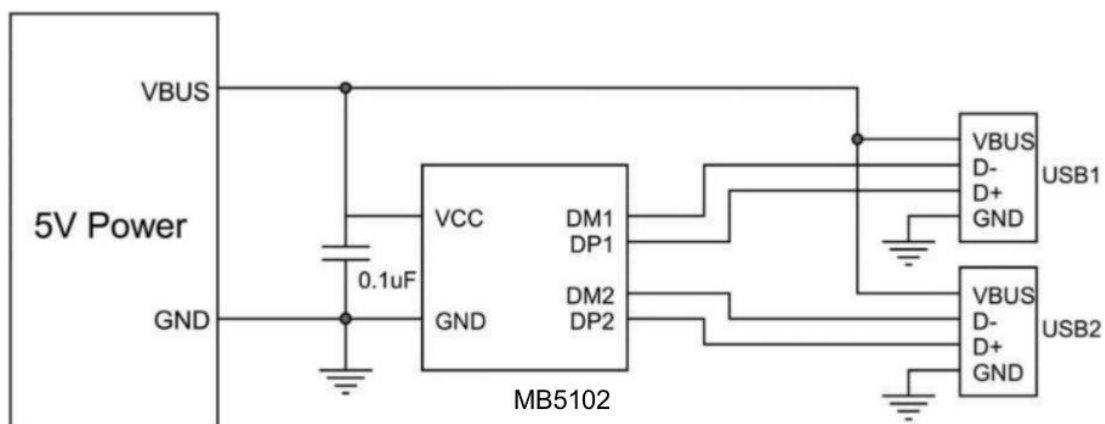 VBUS
5V Power
GND
0.1uF
VCC
GND
DM1
DP1
DM2
DP2
MB5102
VBUS
D-
D+
GND
USB1
VBUS
D-
D+
GND
USB2